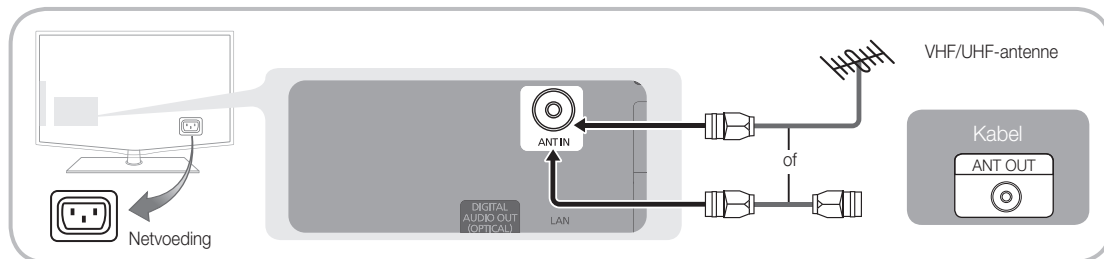 VHF/UHF-antenne
Kabel
ANT OUT
ANT IN
of
DIGITAL
AUDIO OUT
(OPTICAL)
LAN
Netvoeding